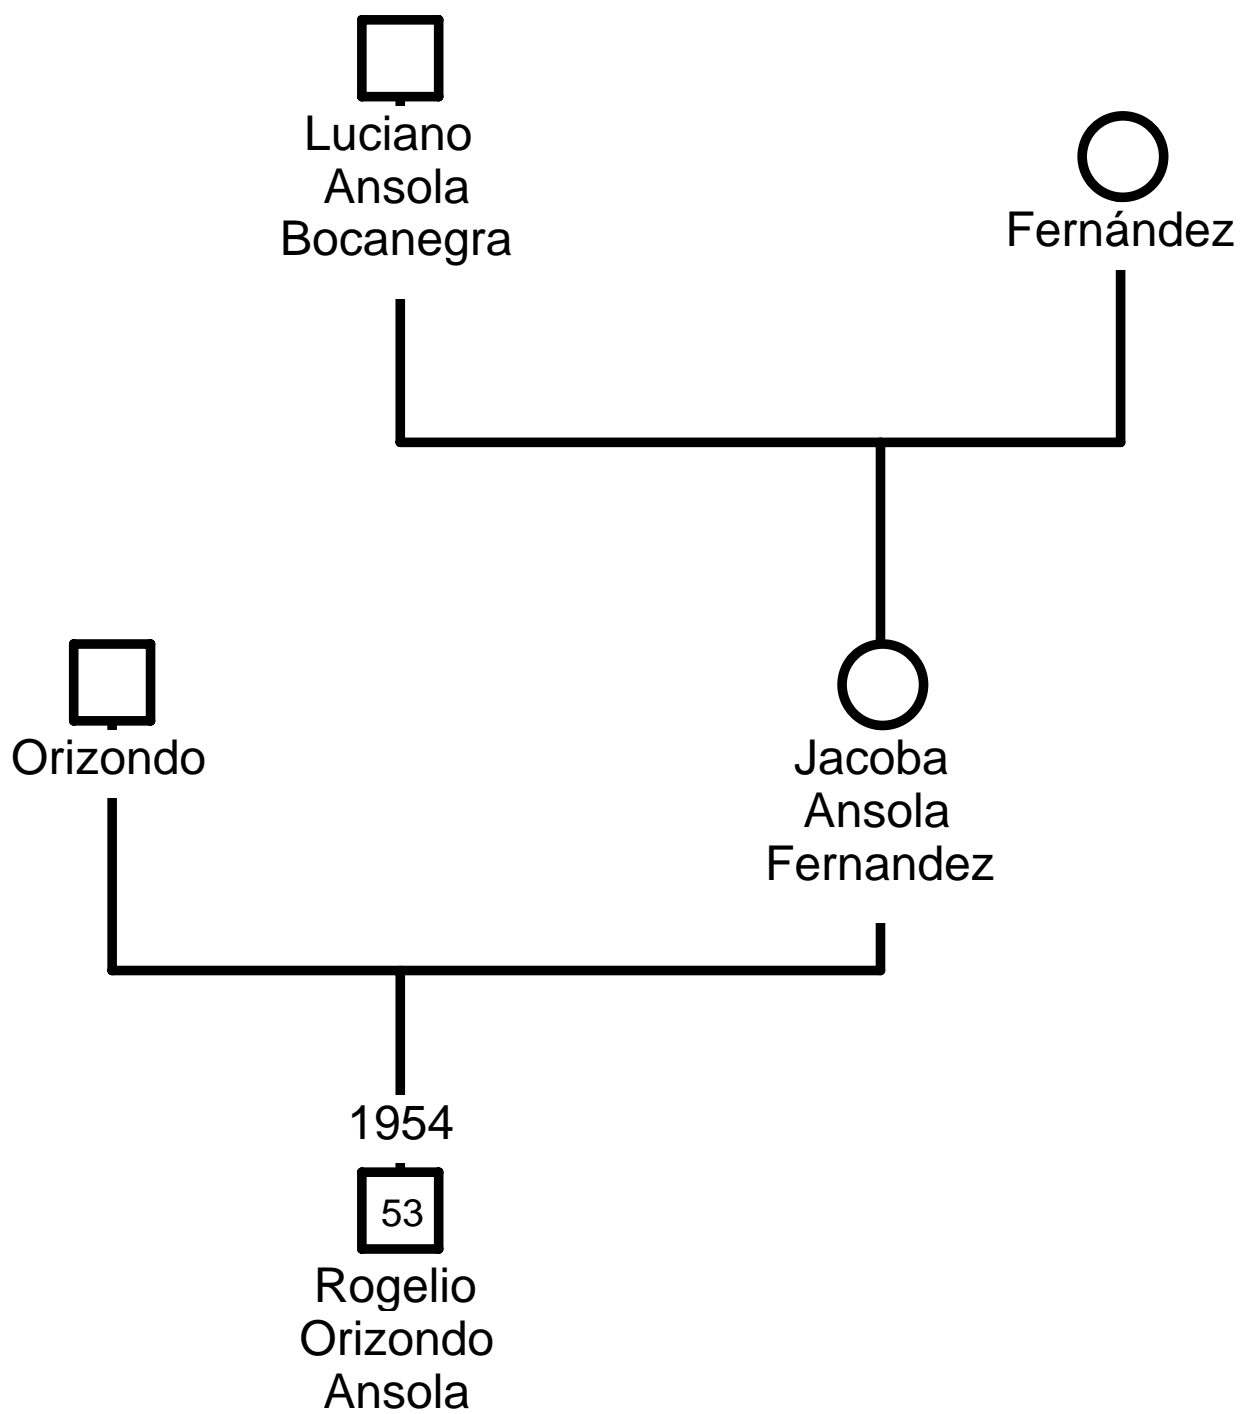 Luciano
Ansola
Bocanegra
Fernández
Orizondo
Jacoba
Ansola
Fernandez
1954
53
Rogelio
Orizondo
Ansola